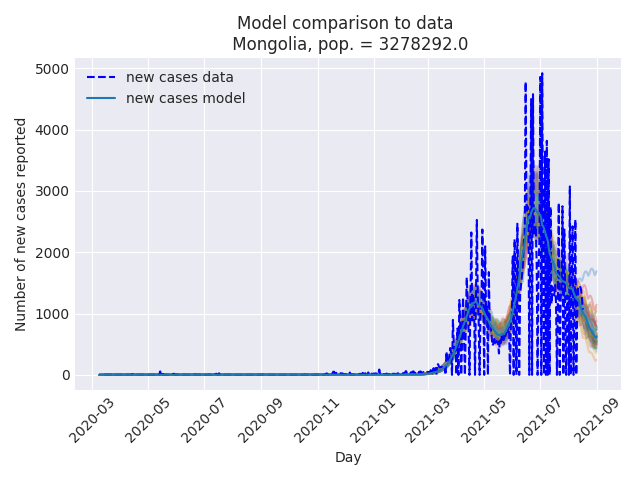 Model comparison to data
Mongolia, pop. = 3278292.0
new cases data
new cases model
Number of new cases reported
5000
4000
3000
2000
1000
0
2020-03
2020-05
2020-07
2020-09
2020-11
2021-01
2021-03
2021-05
2021-07
2021-09
Day